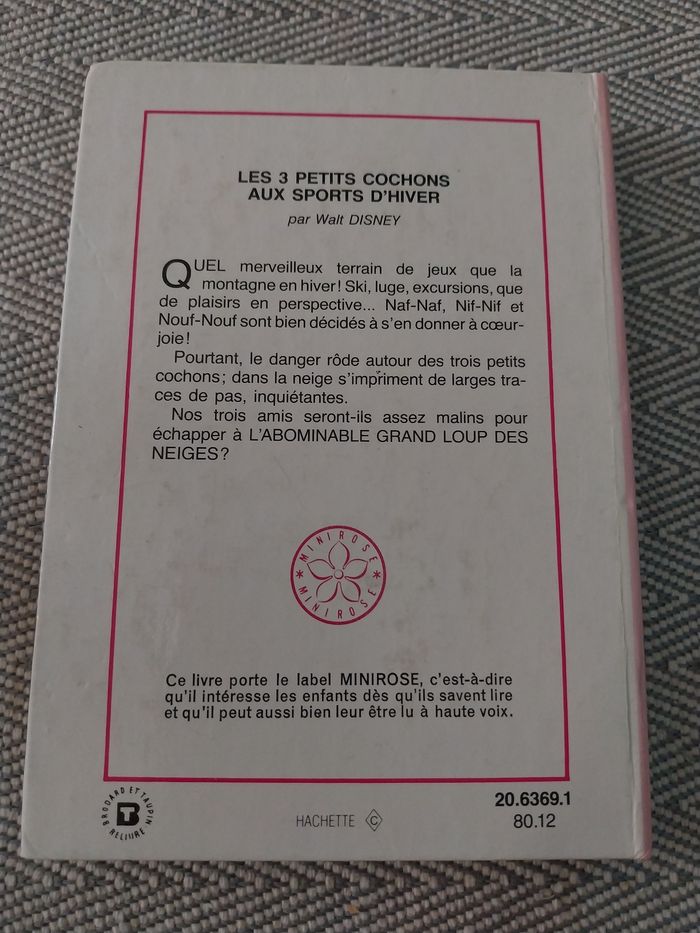 LES 3 PETITS COCHONS
AUX SPORTS D'HIVER
par Walt DISNEY
QUEL merveilleux terrain de jeux que la
montagne en hiver! Ski, luge, excursions, que
de plaisirs en perspective... Naf-Naf, Nif-Nif et
Nouf-Nouf sont bien décidés à s'en donner à cœur-
joie!
Pourtant, le danger rôde autour des trois petits
cochons; dans la neige s'impriment de larges tra-
ces de pas, inquiétantes.
Nos trois amis seront-ils assez malins pour
échapper à L'ABOMINABLE GRAND LOUP DES
NEIGES?
MINIROSE
* MINIROSE *
Ce livre porte le label MINIROSE, c'est-à-dire
qu'il intéresse les enfants dès qu'ils savent lire
et qu'il peut aussi bien leur être lu à haute voix.
BRODARD ET TAUPIN
BT
RELIURE
HACHETTE C
20.6369.1
80.12